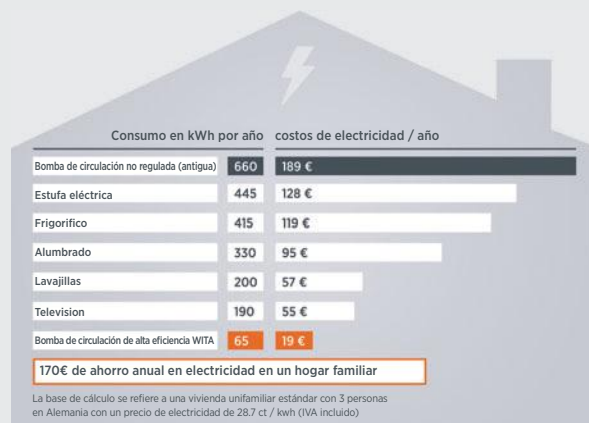 Consumo en kWh por año costos de electricidad / año
Bomba de circulación no regulada (antigua) 660 189 €
Estufa eléctrica 445 128 €
Frigorifico 415 119 €
Alumbrado 330 95 €
Lavajillas 200 57 €
Television 190 55 €
Bomba de circulación de alta eficiencia WITA 65 19 €
170€ de ahorro anual en electricidad en un hogar familiar
La base de cálculo se refiere a una vivienda unifamiliar estándar con 3 personas
en Alemania con un precio de electricidad de 28.7 ct / kwh (IVA incluido)